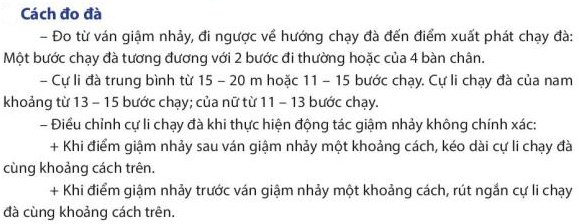 Cách đo đà
– Đo từ ván giậm nhảy, đi ngược về hướng chạy đà đến điểm xuất phát chạy đà:
Một bước chạy đà tương đương với 2 bước đi thường hoặc của 4 bàn chân.
– Cự li đà trung bình từ 15 – 20 m hoặc 11 – 15 bước chạy. Cự li chạy đà của nam
khoảng từ 13 – 15 bước chạy; của nữ từ 11 – 13 bước chạy.
– Điều chỉnh cự li chạy đà khi thực hiện động tác giậm nhảy không chính xác:
+ Khi điểm giậm nhảy sau ván giậm nhảy một khoảng cách, kéo dài cự li chạy đà
cùng khoảng cách trên.
+ Khi điểm giậm nhảy trước ván giậm nhảy một khoảng cách, rút ngắn cự li chạy
đà cùng khoảng cách trên.